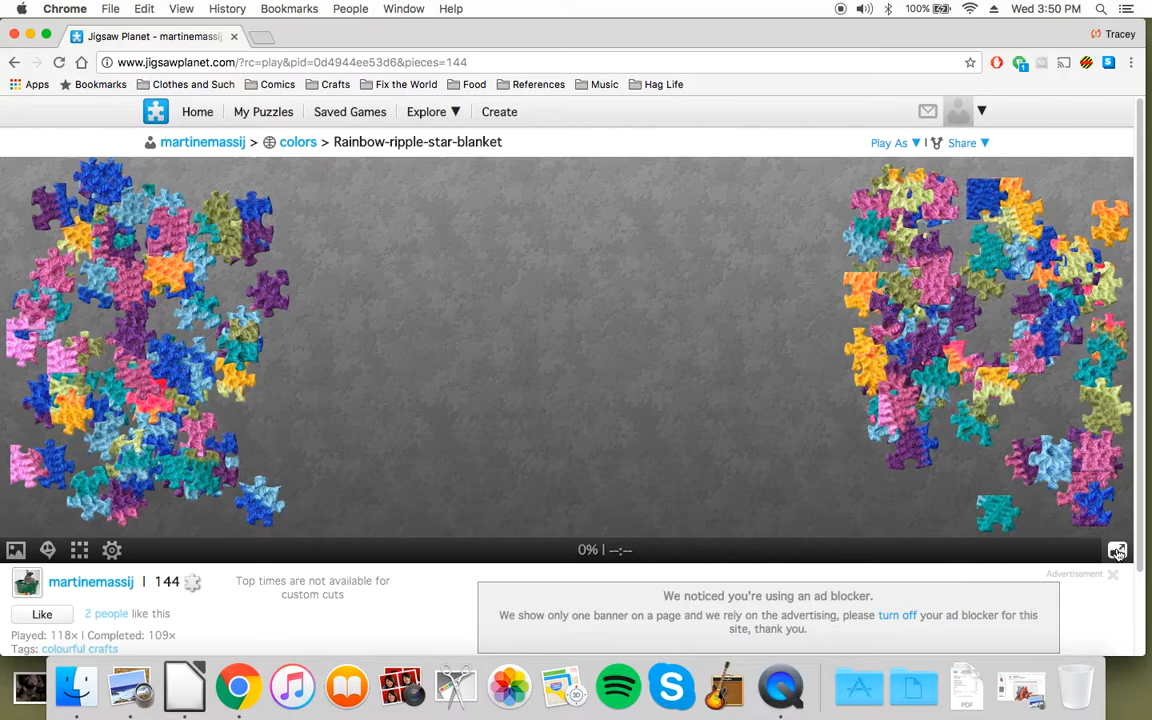 Chrome File Edit View History Bookmarks People Window Help 100% Wed 3:50 PM
Jigsaw Planet - martinemassij Tracey
www.jigsawplanet.com/?rc=play&pid=0d4944ee53d6&pieces=144
Apps Bookmarks Clothes and Such Comics Crafts Fix the World Food References Music Hag Life
Home My Puzzles Saved Games Explore ▼ Create
martinemassij > colors > Rainbow-ripple-star-blanket Play As ▼ | Share ▼
0% | --:--
martinemassij | 144
Top times are not available for
custom cuts
Advertisement
We noticed you're using an ad blocker.
We show only one banner on a page and we rely on the advertising, please turn off your ad blocker for this
site, thank you.
Like 2 people like this
Played: 118x | Completed: 109x
Tags: colourful crafts
3D
PDF